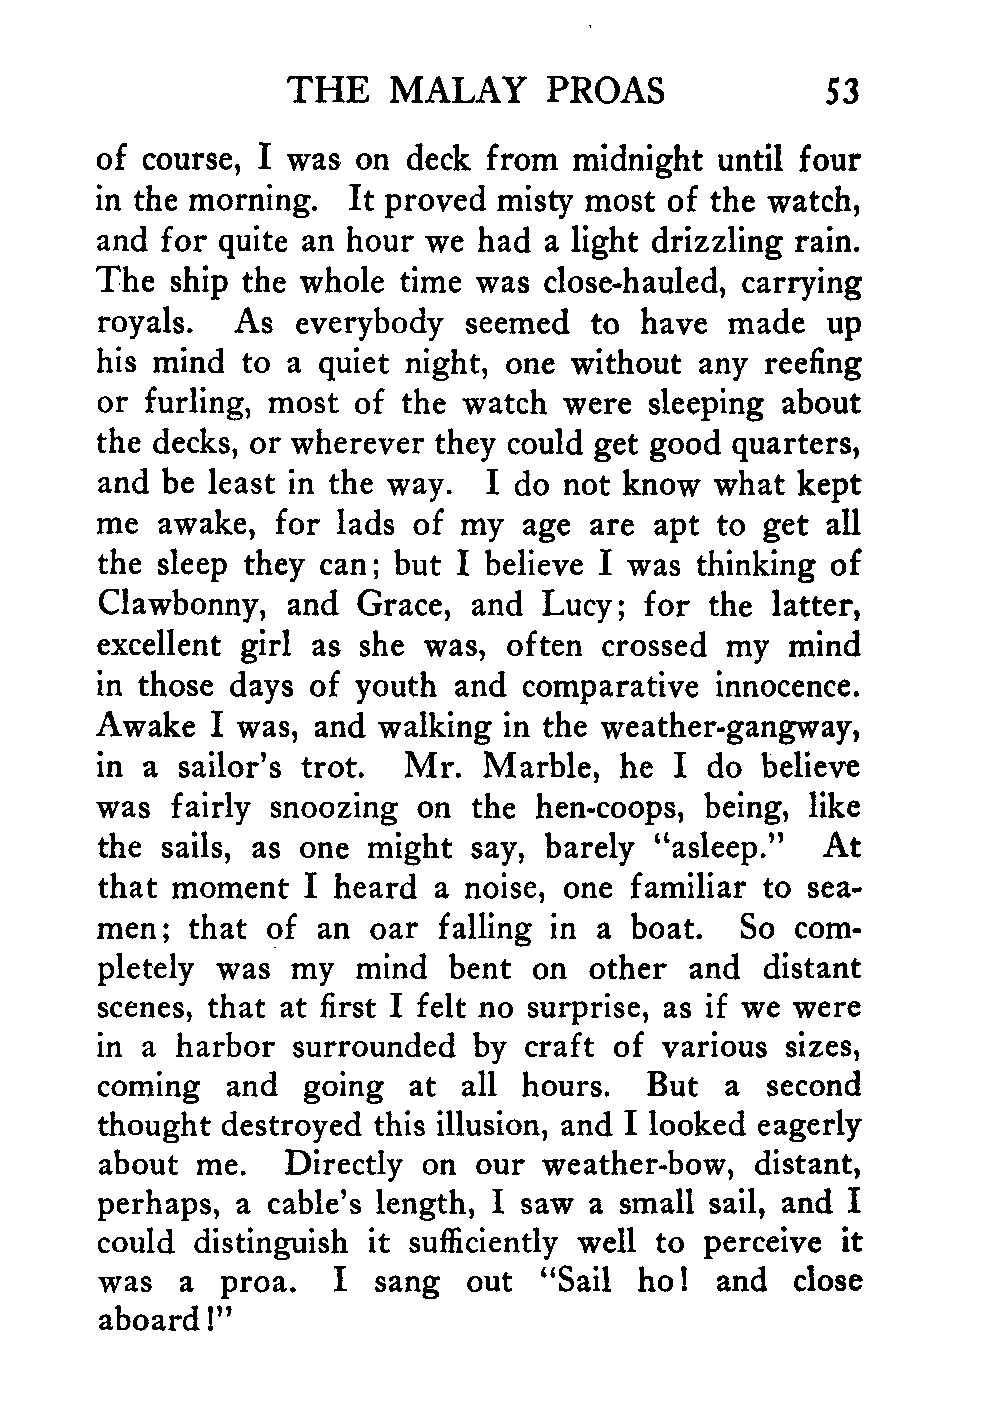 THE MALAY PROAS 53
of course, I was on deck from midnight until four
in the morning. It proved misty most of the watch,
and for quite an hour we had a light drizzling rain.
The ship the whole time was close-hauled, carrying
royals. As everybody seemed to have made up
his mind to a quiet night, one without any reefing
or furling, most of the watch were sleeping about
the decks, or wherever they could get good quarters,
and be least in the way. I do not know what kept
me awake, for lads of my age are apt to get all
the sleep they can; but I believe I was thinking of
Clawbonny, and Grace, and Lucy; for the latter,
excellent girl as she was, often crossed my mind
in those days of youth and comparative innocence.
Awake I was, and walking in the weather-gangway,
in a sailor's trot. Mr. Marble, he I do believe
was fairly snoozing on the hen-coops, being, like
the sails, as one might say, barely "asleep." At
that moment I heard a noise, one familiar to sea-
men; that of an oar falling in a boat. So com-
pletely was my mind bent on other and distant
scenes, that at first I felt no surprise, as if we were
in a harbor surrounded by craft of various sizes,
coming and going at all hours. But a second
thought destroyed this illusion, and I looked eagerly
about me. Directly on our weather-bow, distant,
perhaps, a cable's length, I saw a small sail, and I
could distinguish it sufficiently well to perceive it
was a proa. I sang out "Sail ho! and close
aboard!"